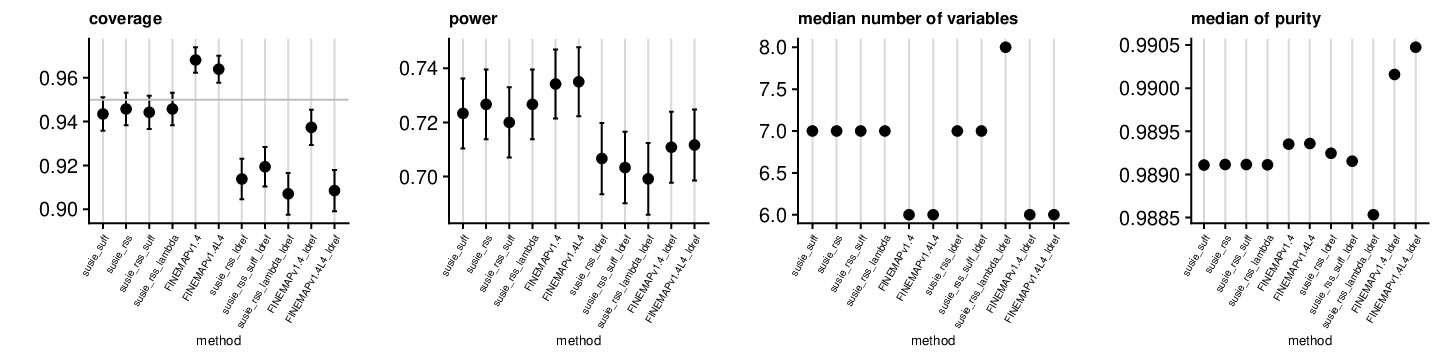 coverage
0.96
0.94
0.92
0.90
susie_suff
susie_rss
susie_rss_suff
susie_rss_lambda
FINEMAPv1.4
FINEMAPv1.4L4
susie_rss_ldref
susie_rss_suff_ldref
susie_rss_lambda_ldref
FINEMAPv1.4_ldref
FINEMAPv1.4L4_ldref
method
power
0.74
0.72
0.70
susie_suff
susie_rss
susie_rss_suff
susie_rss_lambda
FINEMAPv1.4
FINEMAPv1.4L4
susie_rss_ldref
susie_rss_suff_ldref
susie_rss_lambda_ldref
FINEMAPv1.4_ldref
FINEMAPv1.4L4_ldref
method
median number of variables
8.0
7.5
7.0
6.5
6.0
susie_suff
susie_rss
susie_rss_suff
susie_rss_lambda
FINEMAPv1.4
FINEMAPv1.4L4
susie_rss_ldref
susie_rss_suff_ldref
susie_rss_lambda_ldref
FINEMAPv1.4_ldref
FINEMAPv1.4L4_ldref
method
median of purity
0.9905
0.9900
0.9895
0.9890
0.9885
susie_suff
susie_rss
susie_rss_suff
susie_rss_lambda
FINEMAPv1.4
FINEMAPv1.4L4
susie_rss_ldref
susie_rss_suff_ldref
susie_rss_lambda_ldref
FINEMAPv1.4_ldref
FINEMAPv1.4L4_ldref
method